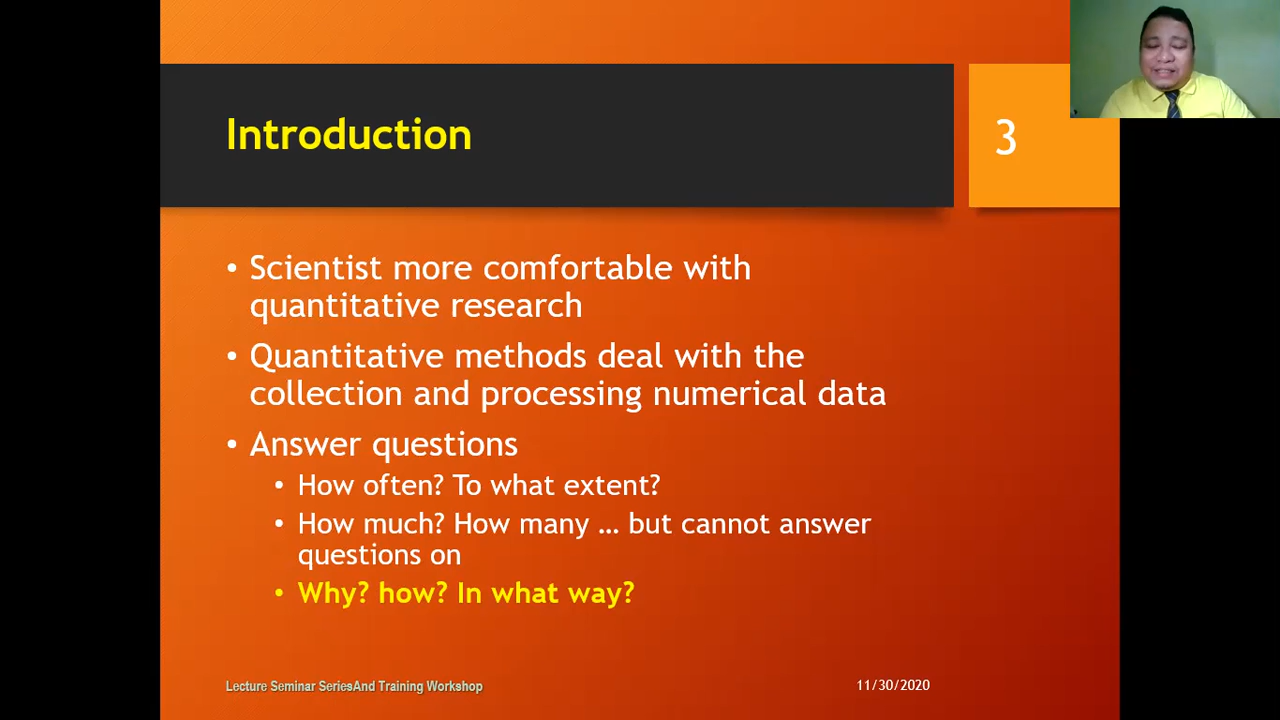 Introduction
3
• Scientist more comfortable with
quantitative research
• Quantitative methods deal with the
collection and processing numerical data
• Answer questions
• How often? To what extent?
• How much? How many … but cannot answer
questions on
• Why? how? In what way?
Lecture Seminar SeriesAnd Training Workshop
11/30/2020